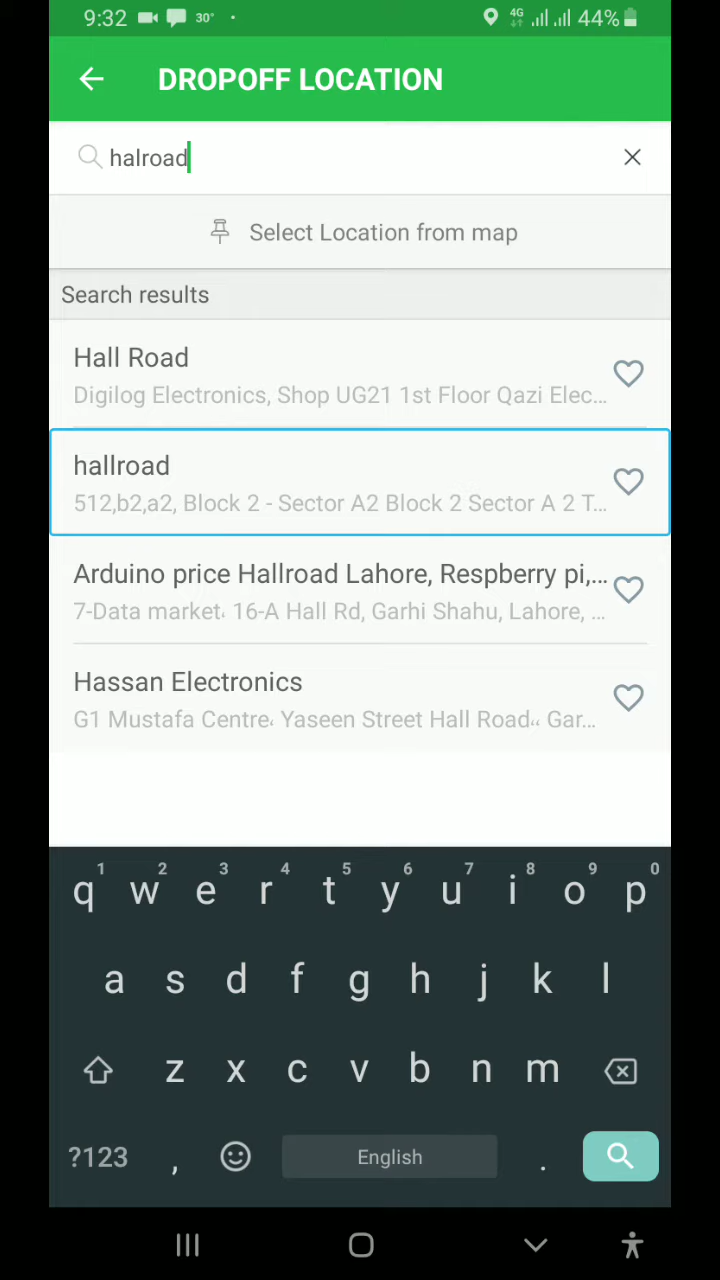 9:32 30° 4G 44%
DROPOFF LOCATION
halroad
Select Location from map
Search results
Hall Road
Digilog Electronics, Shop UG21 1st Floor Qazi Elec...
hallroad
512,b2,a2, Block 2 - Sector A2 Block 2 Sector A 2 T...
Arduino price Hallroad Lahore, Respberry pi,...
7-Data market، 16-A Hall Rd, Garhi Shahu, Lahore, ...
Hassan Electronics
G1 Mustafa Centre، Yaseen Street Hall Road،، Gar...
1 2 3 4 5 6 7 8 9 0
q w e r t y u i o p
a s d f g h j k l
z x c v b n m
?123 , English .